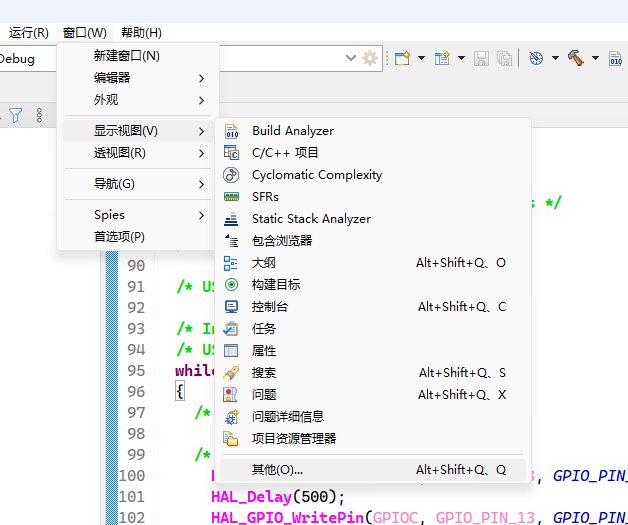 运行(R) 窗口(W) 帮助(H)
Debug
新建窗口(N)
编辑器
外观
显示视图(V)
透视图(R)
导航(G)
Spies
首选项(P)
Build Analyzer
C/C++ 项目
Cyclomatic Complexity
SFRs
Static Stack Analyzer
包含浏览器
大纲 Alt+Shift+Q、O
构建目标
控制台 Alt+Shift+Q、C
任务
属性
搜索 Alt+Shift+Q、S
问题 Alt+Shift+Q、X
问题详细信息
项目资源管理器
其他(O)... Alt+Shift+Q、Q
*/
90
91 /* US
92
93 /* In
94 /* US
95 while
96 {
97 /*
98
99 /*
100 GPIO_PIN_
101 HAL_Delay(500);
102 HAL_GPIO_WritePin(GPIOC, GPIO_PIN_13, GPIO_PIN_